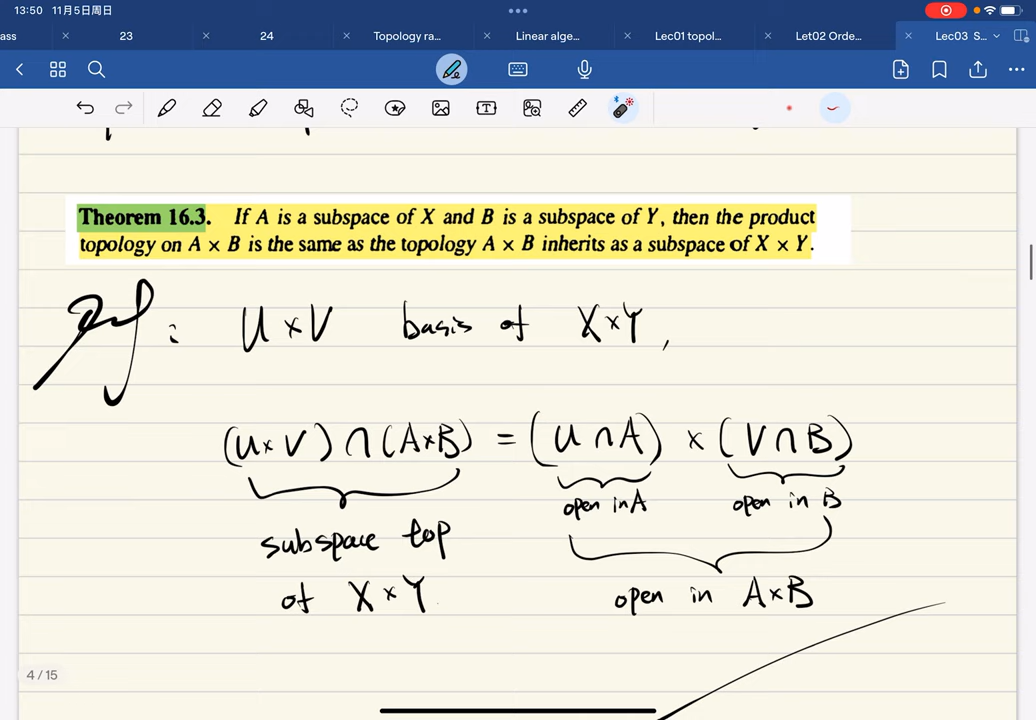 13:50 11月5日周日
ass 23 24 Topology ra... Linear alge... Lec01 topol... Let02 Orde... Lec03 S...
Theorem 16.3. If A is a subspace of X and B is a subspace of Y, then the product
topology on A × B is the same as the topology A × B inherits as a subspace of X × Y.
U × V basis of X×Y,
(U×V) ∩ (A×B) = (U ∩ A) × (V ∩ B)
open in A open in B
subspace top
of X × Y
open in A×B
4 / 15